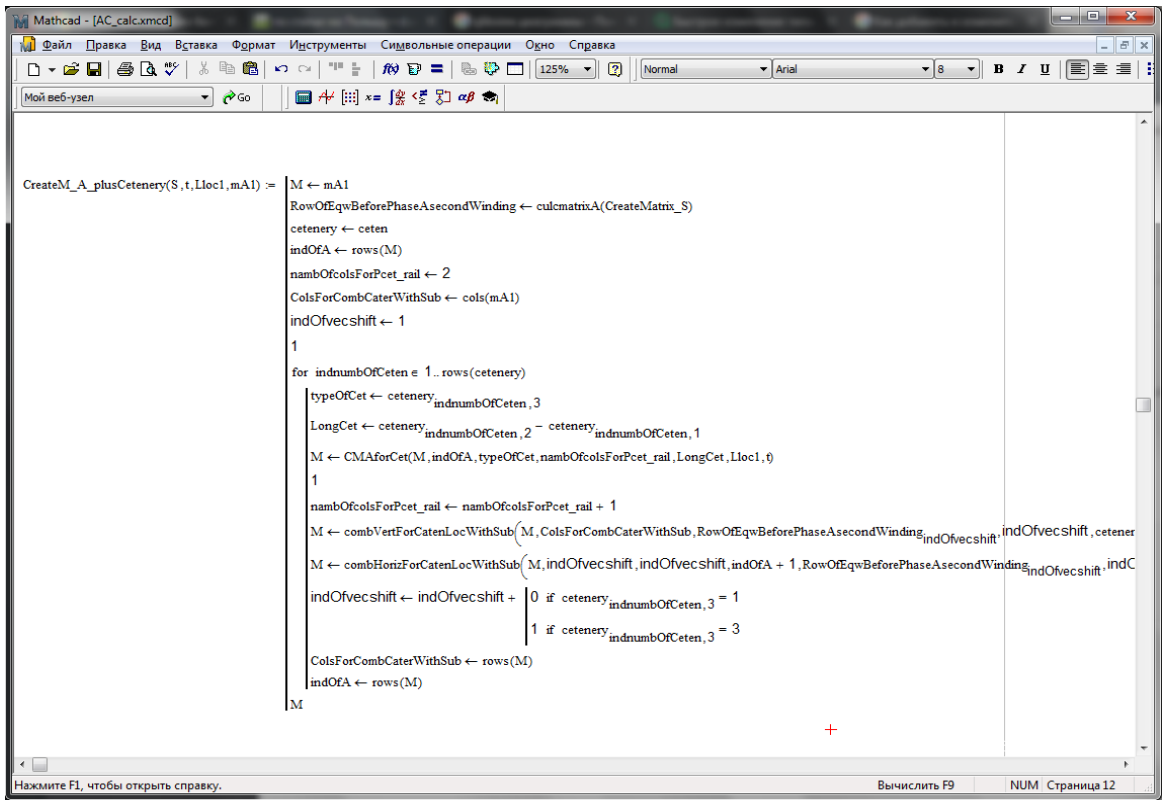 Mathcad - [AC_calc.xmcd]
Файл Правка Вид Вставка Формат Инструменты Символьные операции Окно Справка
125% Normal Arial 8 B I U
Мой веб-узел Go
CreateM_A_plusCetenery(S,t,Lloc1,mA1) := M ← mA1
RowOfEqwBeforePhaseAsecondWinding ← culcmatrixA(CreateMatrix_S)
cetenery ← ceten
indOfA ← rows(M)
nambOfcolsForPcet_rail ← 2
ColsForCombCaterWithSub ← cols(mA1)
indOfvecshift ← 1
1
for indnumbOfCeten ∈ 1..rows(cetenery)
typeOfCet ← cetenery indnumbOfCeten,3
LongCet ← cetenery indnumbOfCeten,2 − cetenery indnumbOfCeten,1
M ← CMAforCet(M,indOfA,typeOfCet,nambOfcolsForPcet_rail,LongCet,Lloc1,t)
1
nambOfcolsForPcet_rail ← nambOfcolsForPcet_rail + 1
M ← combVertForCatenLocWithSub(M,ColsForCombCaterWithSub,RowOfEqwBeforePhaseAsecondWinding indOfvecshift,indOfvecshift,cetener
M ← combHorizForCatenLocWithSub(M,indOfvecshift,indOfvecshift,indOfA + 1,RowOfEqwBeforePhaseAsecondWinding indOfvecshift,indO
indOfvecshift ← indOfvecshift + 0 if cetenery indnumbOfCeten,3 = 1
1 if cetenery indnumbOfCeten,3 = 3
ColsForCombCaterWithSub ← rows(M)
indOfA ← rows(M)
M
Нажмите F1, чтобы открыть справку. Вычислить F9 NUM Страница 12